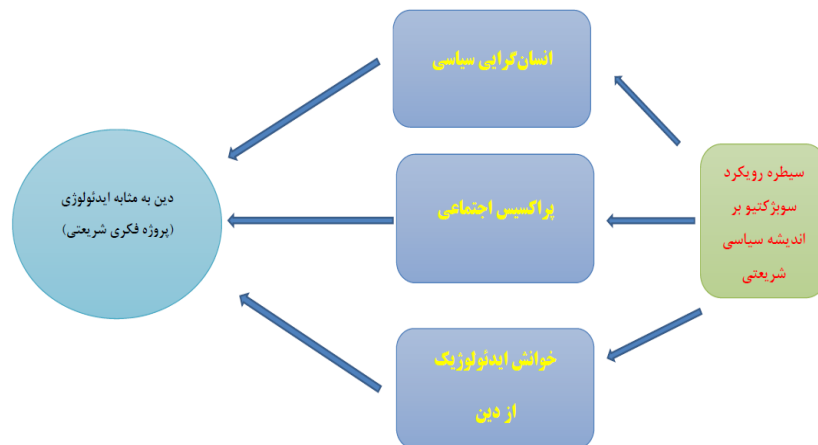 سیطره رویکرد
سوبژکتیو بر
اندیشه سیاسی
شریعتی
انسان‌گرایی سیاسی
پراکسیس اجتماعی
خوانش ایدئولوژیک
از دین
دین به مثابه ایدئولوژی
(پروژه فکری شریعتی)